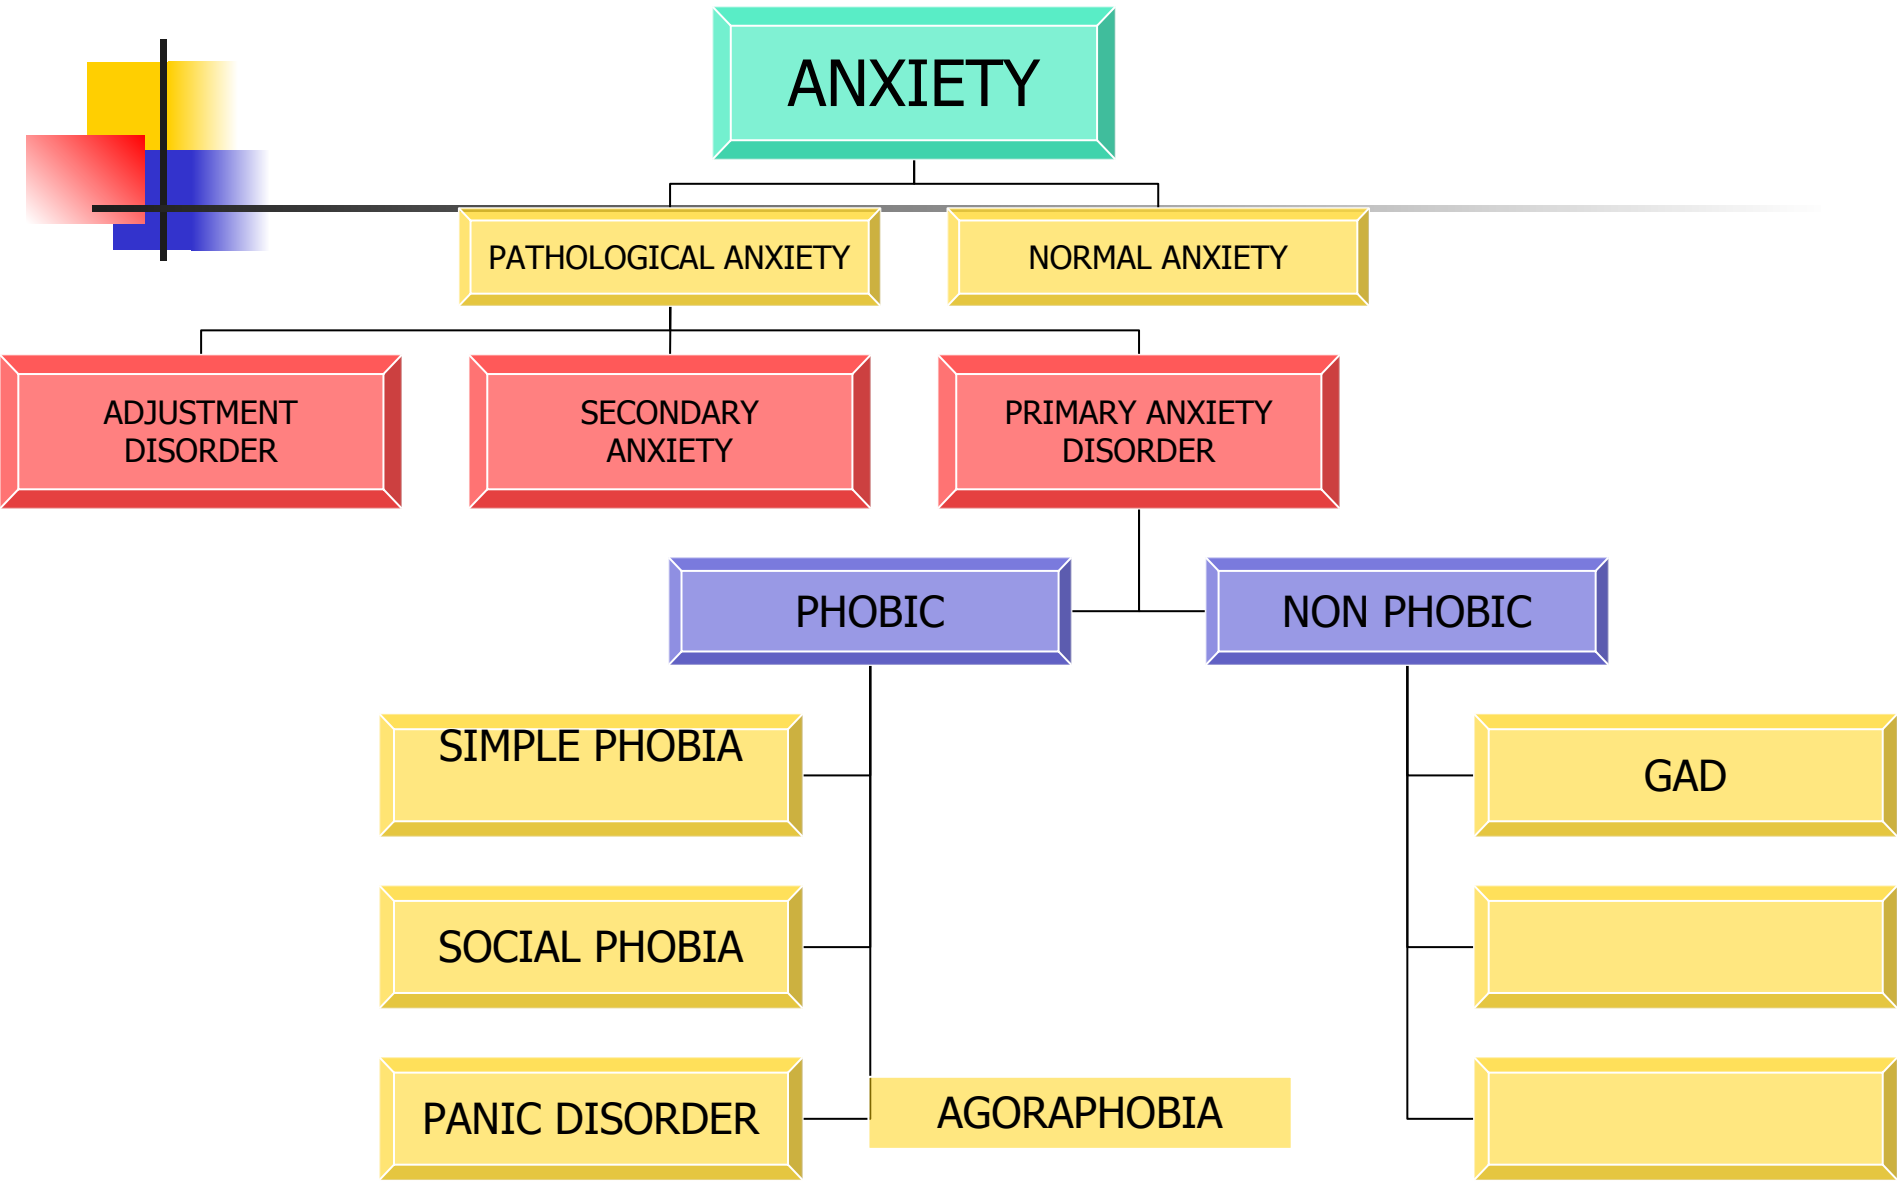 ANXIETY
PATHOLOGICAL ANXIETY
NORMAL ANXIETY
ADJUSTMENT
DISORDER
SECONDARY
ANXIETY
PRIMARY ANXIETY
DISORDER
PHOBIC
NON PHOBIC
SIMPLE PHOBIA
GAD
SOCIAL PHOBIA
PANIC DISORDER
AGORAPHOBIA